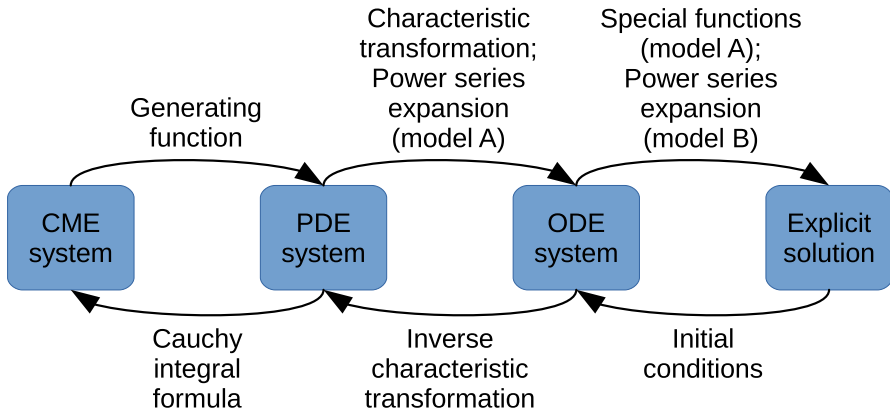 Characteristic
transformation;
Power series
expansion
(model A)
Special functions
(model A);
Power series
expansion
(model B)
Generating
function
CME
system
PDE
system
ODE
system
Explicit
solution
Cauchy
integral
formula
Inverse
characteristic
transformation
Initial
conditions